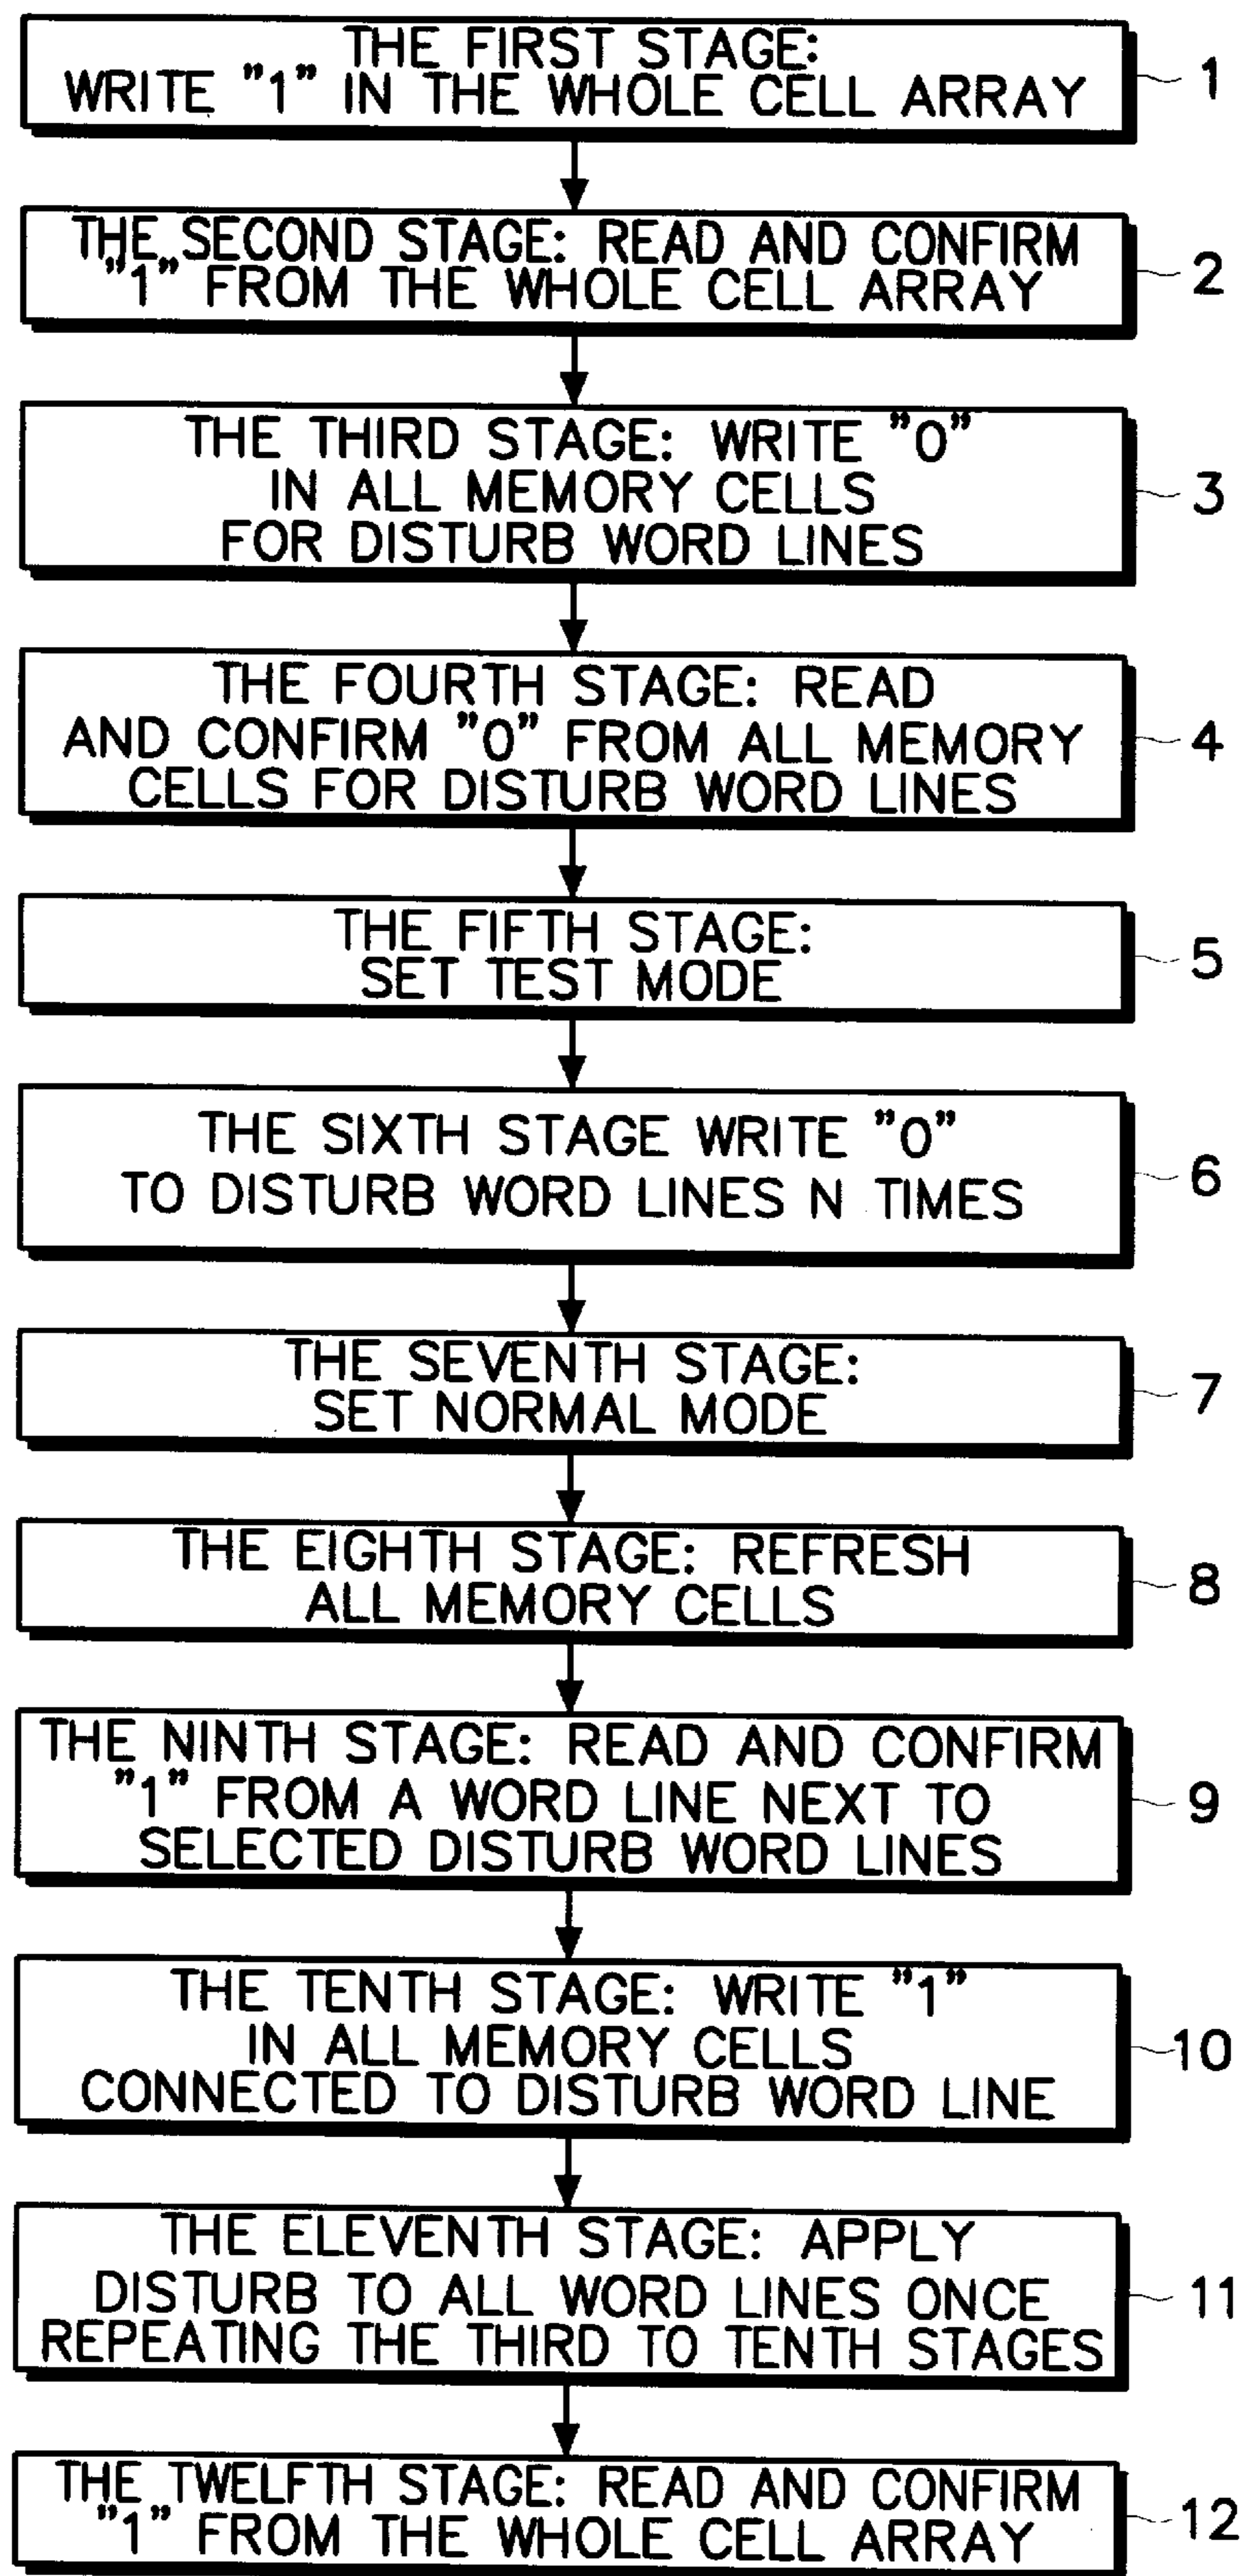 THE FIRST STAGE:
WRITE "1" IN THE WHOLE CELL ARRAY
1
THE SECOND STAGE: READ AND CONFIRM
"1" FROM THE WHOLE CELL ARRAY
2
THE THIRD STAGE: WRITE "0"
IN ALL MEMORY CELLS
FOR DISTURB WORD LINES
3
THE FOURTH STAGE: READ
AND CONFIRM "0" FROM ALL MEMORY
CELLS FOR DISTURB WORD LINES
4
THE FIFTH STAGE:
SET TEST MODE
5
THE SIXTH STAGE WRITE "0"
TO DISTURB WORD LINES N TIMES
6
THE SEVENTH STAGE:
SET NORMAL MODE
7
THE EIGHTH STAGE: REFRESH
ALL MEMORY CELLS
8
THE NINTH STAGE: READ AND CONFIRM
"1" FROM A WORD LINE NEXT TO
SELECTED DISTURB WORD LINES
9
THE TENTH STAGE: WRITE "1"
IN ALL MEMORY CELLS
CONNECTED TO DISTURB WORD LINE
10
THE ELEVENTH STAGE: APPLY
DISTURB TO ALL WORD LINES ONCE
REPEATING THE THIRD TO TENTH STAGES
11
THE TWELFTH STAGE: READ AND CONFIRM
"1" FROM THE WHOLE CELL ARRAY
12